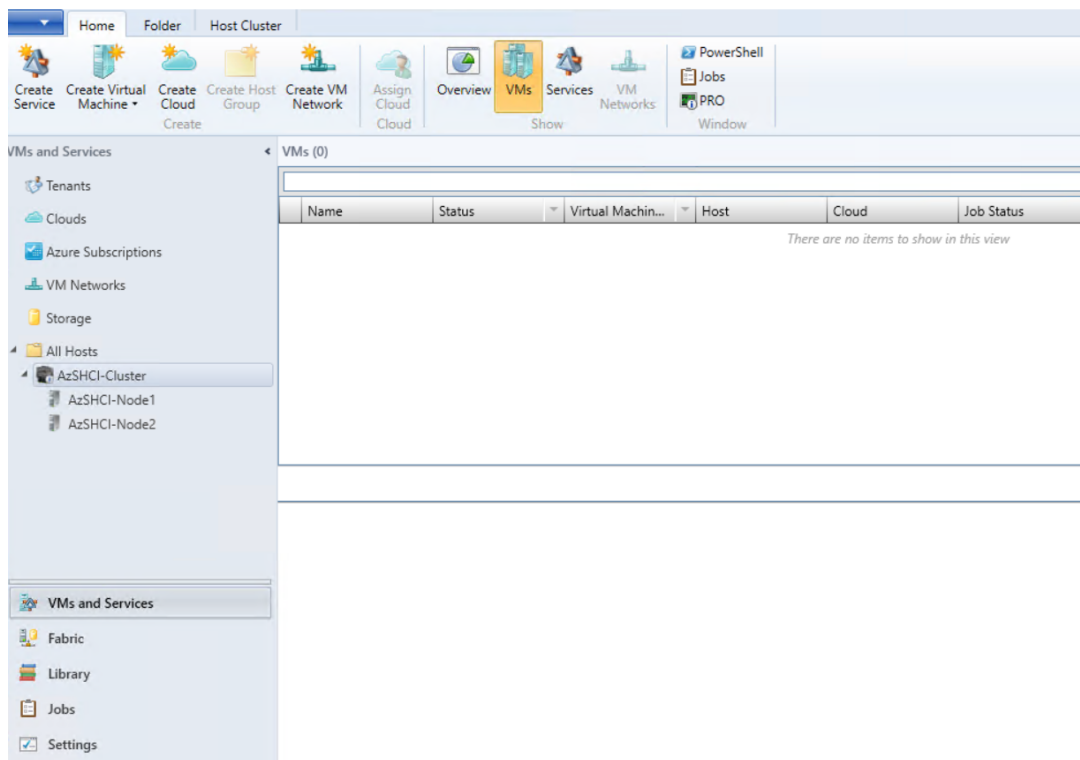 Home Folder Host Cluster
Create Service
Create Virtual Machine
Create Cloud
Create Host Group
Create VM Network
Create
Assign Cloud
Cloud
Overview
VMs
Services
VM Networks
Show
PowerShell
Jobs
PRO
Window
VMs and Services
Tenants
Clouds
Azure Subscriptions
VM Networks
Storage
All Hosts
AzSHCI-Cluster
AzSHCI-Node1
AzSHCI-Node2
VMs and Services
Fabric
Library
Jobs
Settings
VMs (0)
Name Status Virtual Machin... Host Cloud Job Status
There are no items to show in this view